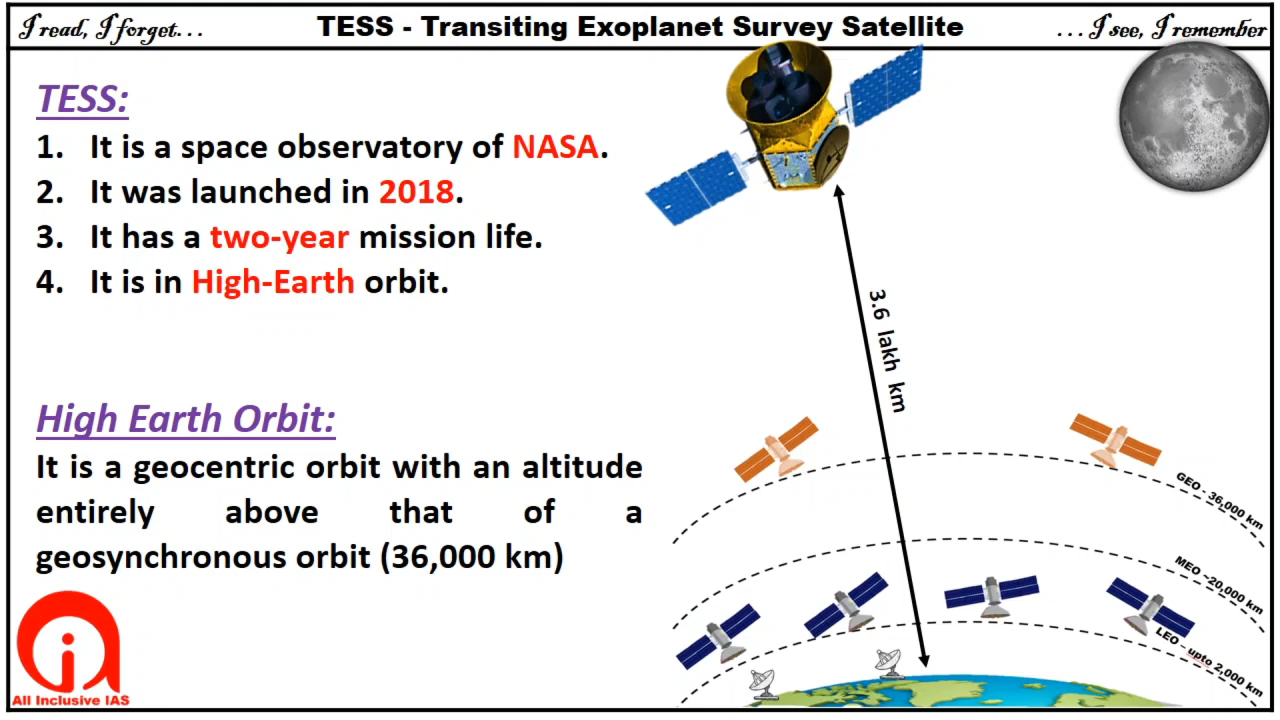 I read, I forget...
TESS - Transiting Exoplanet Survey Satellite
...I see, I remember
TESS:
1. It is a space observatory of NASA.
2. It was launched in 2018.
3. It has a two-year mission life.
4. It is in High-Earth orbit.
3.6 lakh km
High Earth Orbit:
It is a geocentric orbit with an altitude
entirely above that of a
geosynchronous orbit (36,000 km)
GEO - 36,000 km
MEO -20,000 km
LEO - upto 2,000 km
All Inclusive IAS